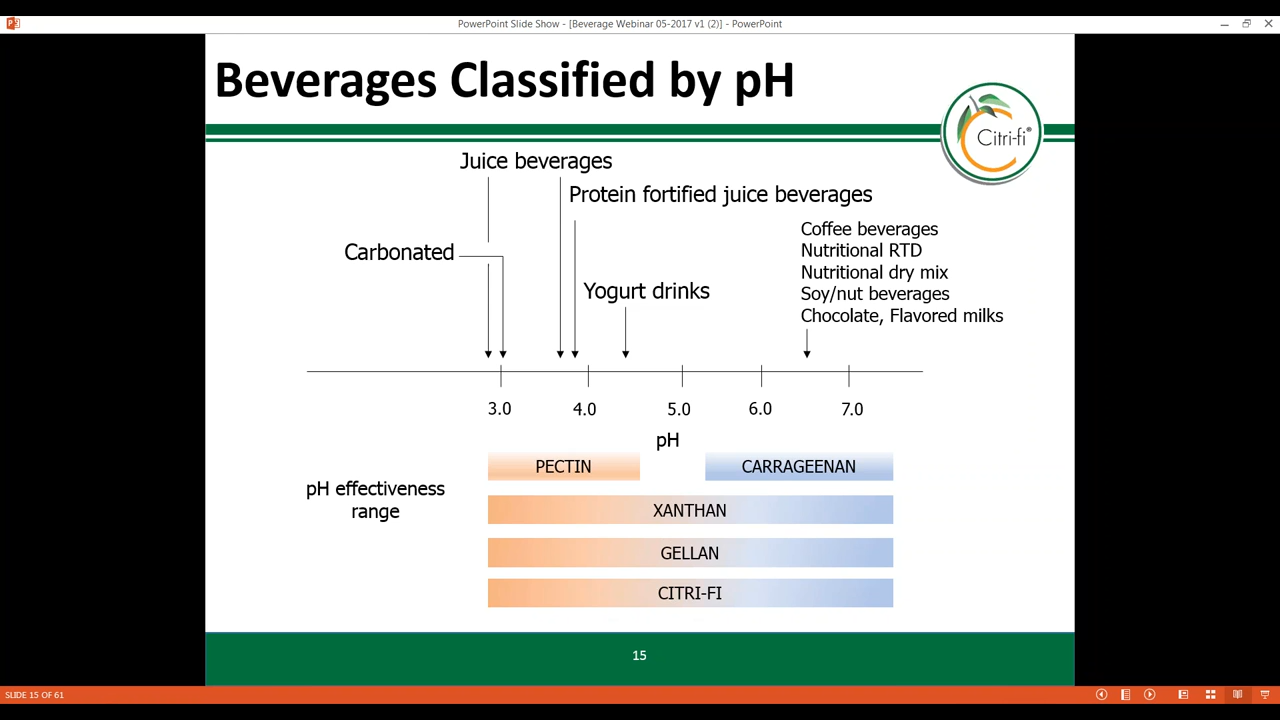 PowerPoint Slide Show - [Beverage Webinar 05-2017 v1 (2)] - PowerPoint
Beverages Classified by pH
Citri-fi®
Juice beverages
Protein fortified juice beverages
Coffee beverages
Nutritional RTD
Nutritional dry mix
Soy/nut beverages
Chocolate, Flavored milks
Carbonated
Yogurt drinks
3.0 4.0 5.0 6.0 7.0
pH
PECTIN CARRAGEENAN
pH effectiveness
range
XANTHAN
GELLAN
CITRI-FI
15
SLIDE 15 OF 61